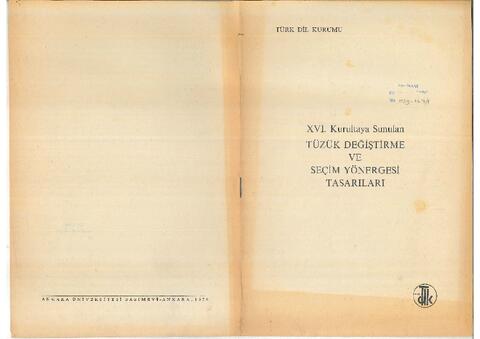 ANKARA ÜNİVERSİTESİ BASIMEVİ-ANKARA, 1978
TÜRK DİL KURUMU
XVI. Kurultaya Sunulan
TÜZÜK DEĞİŞTİRME
VE
SEÇİM YÖNERGESİ
TASARILARI